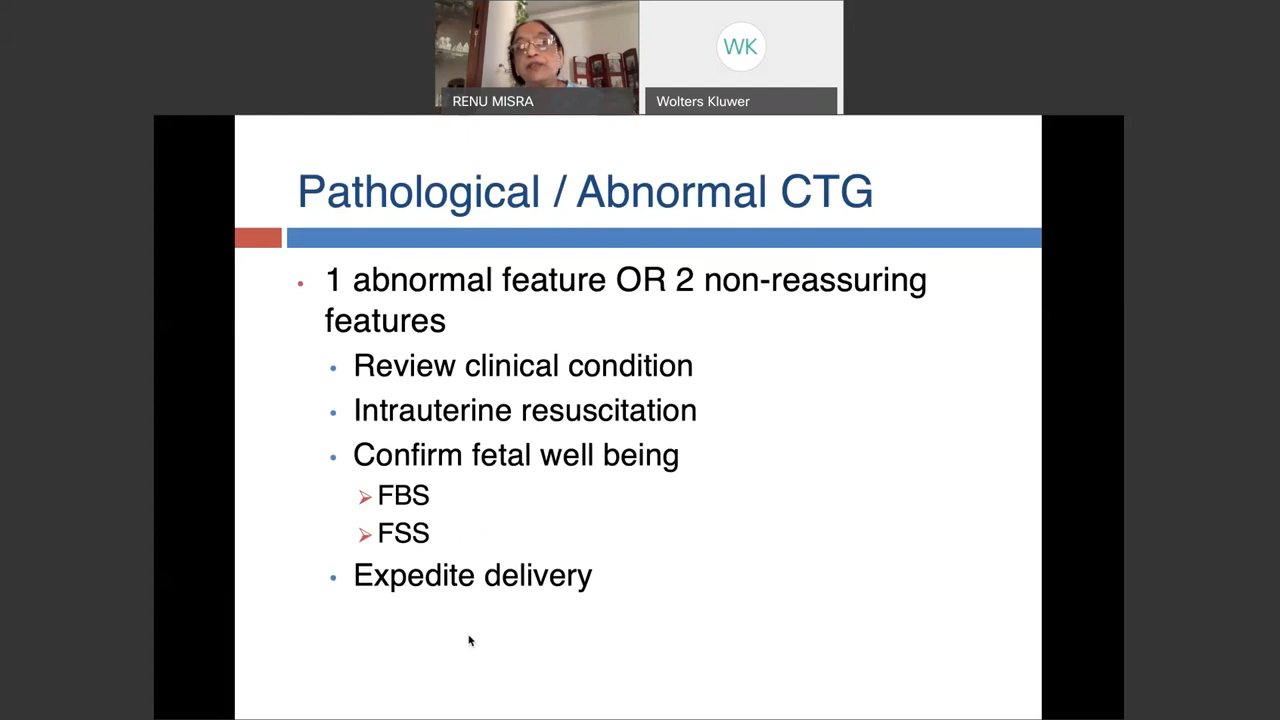 WK
RENU MISRA
Wolters Kluwer
Pathological / Abnormal CTG
• 1 abnormal feature OR 2 non-reassuring
features
• Review clinical condition
• Intrauterine resuscitation
• Confirm fetal well being
➢ FBS
➢ FSS
• Expedite delivery